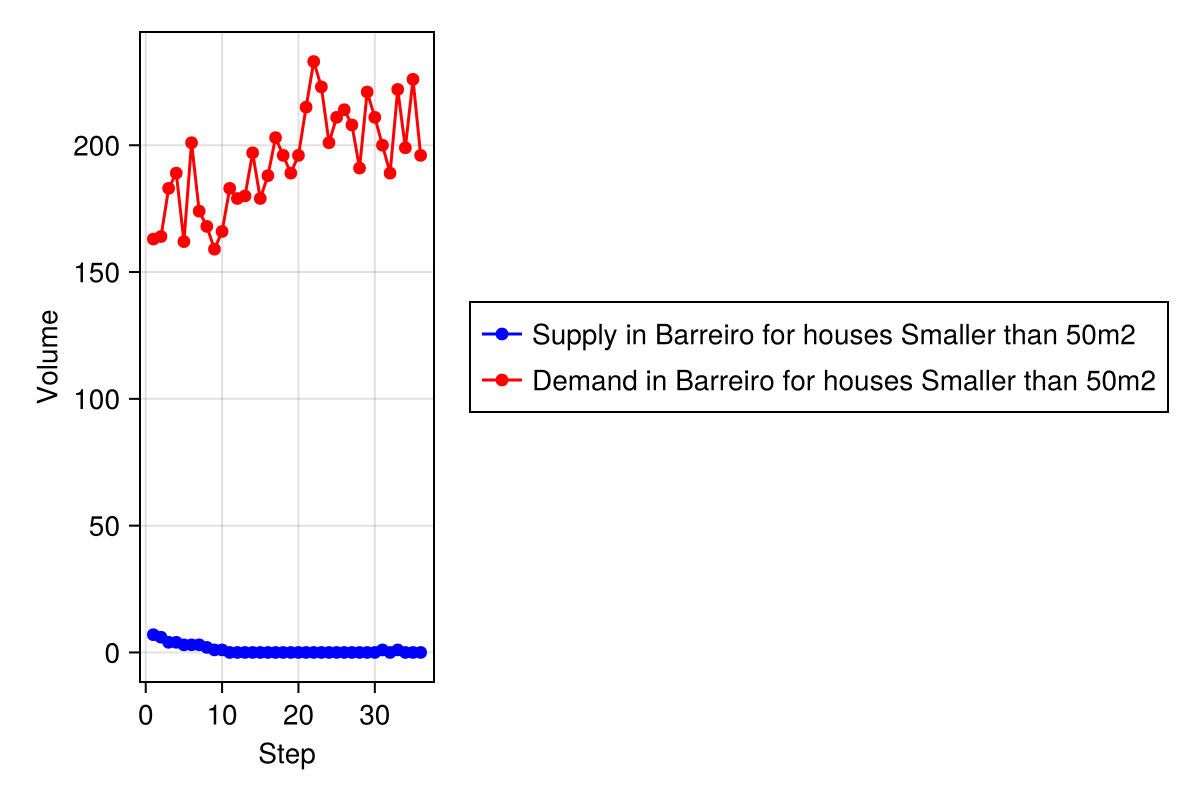 Volume
200
150
100
50
0
0 10 20 30
Step
Supply in Barreiro for houses Smaller than 50m2
Demand in Barreiro for houses Smaller than 50m2